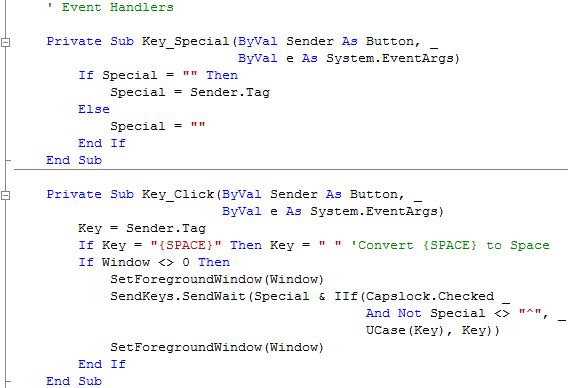 ' Event Handlers
Private Sub Key_Special(ByVal Sender As Button, _
ByVal e As System.EventArgs)
If Special = "" Then
Special = Sender.Tag
Else
Special = ""
End If
End Sub
Private Sub Key_Click(ByVal Sender As Button, _
ByVal e As System.EventArgs)
Key = Sender.Tag
If Key = "{SPACE}" Then Key = " " 'Convert {SPACE} to Space
If Window <> 0 Then
SetForegroundWindow(Window)
SendKeys.SendWait(Special & IIf(Capslock.Checked _
And Not Special <> "^", _
UCase(Key), Key))
SetForegroundWindow(Window)
End If
End Sub